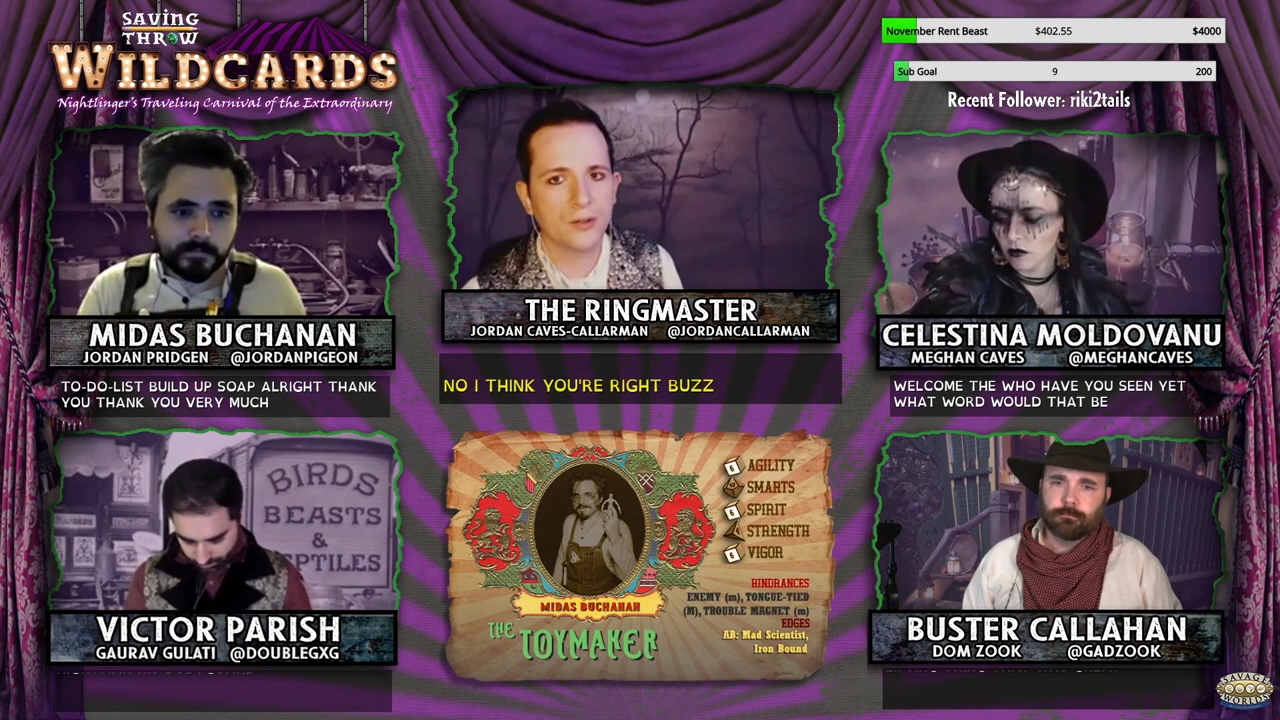 SAVING
THROW
WILDCARDS
Nightlinger's Traveling Carnival of the Extraordinary
November Rent Beast $402.55 $4000
Sub Goal 9 200
Recent Follower: riki2tails
MIDAS BUCHANAN
JORDAN PRIDGEN @JORDANPIGEON
TO-DO-LIST BUILD UP SOAP ALRIGHT THANK
YOU THANK YOU VERY MUCH
THE RINGMASTER
JORDAN CAVES-CALLARMAN @JORDANCALLARMAN
NO I THINK YOU'RE RIGHT BUZZ
CELESTINA MOLDOVANU
MEGHAN CAVES @MEGHANCAVES
WELCOME THE WHO HAVE YOU SEEN YET
WHAT WORD WOULD THAT BE
BIRDS
BEASTS
&
EPTILES
VICTOR PARISH
GAURAV GULATI @DOUBLEGXG
AGILITY
SMARTS
SPIRIT
STRENGTH
VIGOR
HINDRANCES
ENEMY (m), TONGUE-TIED
(M), TROUBLE MAGNET (m)
EDGES
AB: Mad Scientist,
Iron Bound
MIDAS BUCHANAN
THE TOYMAKER
BUSTER CALLAHAN
DOM ZOOK @GADZOOK
SAVAGE
WORLDS